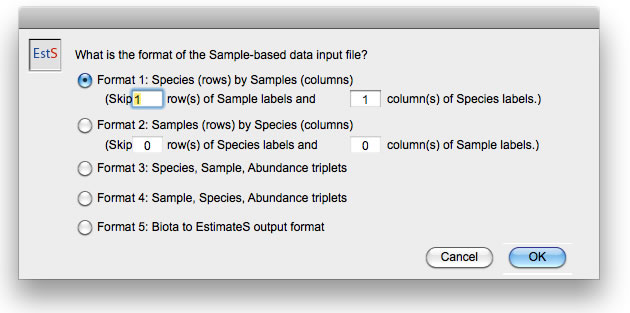 EstS What is the format of the Sample-based data input file?
Format 1: Species (rows) by Samples (columns)
(Skip 1 row(s) of Sample labels and 1 column(s) of Species labels.)
Format 2: Samples (rows) by Species (columns)
(Skip 0 row(s) of Species labels and 0 column(s) of Sample labels.)
Format 3: Species, Sample, Abundance triplets
Format 4: Sample, Species, Abundance triplets
Format 5: Biota to EstimateS output format
Cancel OK